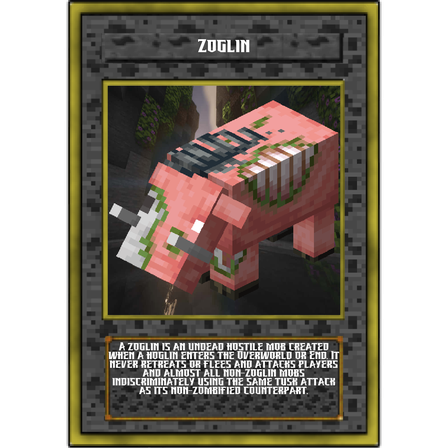 ZOGLIN
A ZOGLIN IS AN UNDEAD HOSTILE MOB CREATED
WHEN A HOGLIN ENTERS THE OVERWORLD OR END. IT
NEVER RETREATS OR FLEES AND ATTACKS PLAYERS
AND ALMOST ALL NON-ZOGLIN MOBS
INDISCRIMINATELY USING THE SAME TUSK ATTACK
AS ITS NON-ZOMBIFIED COUNTERPART.